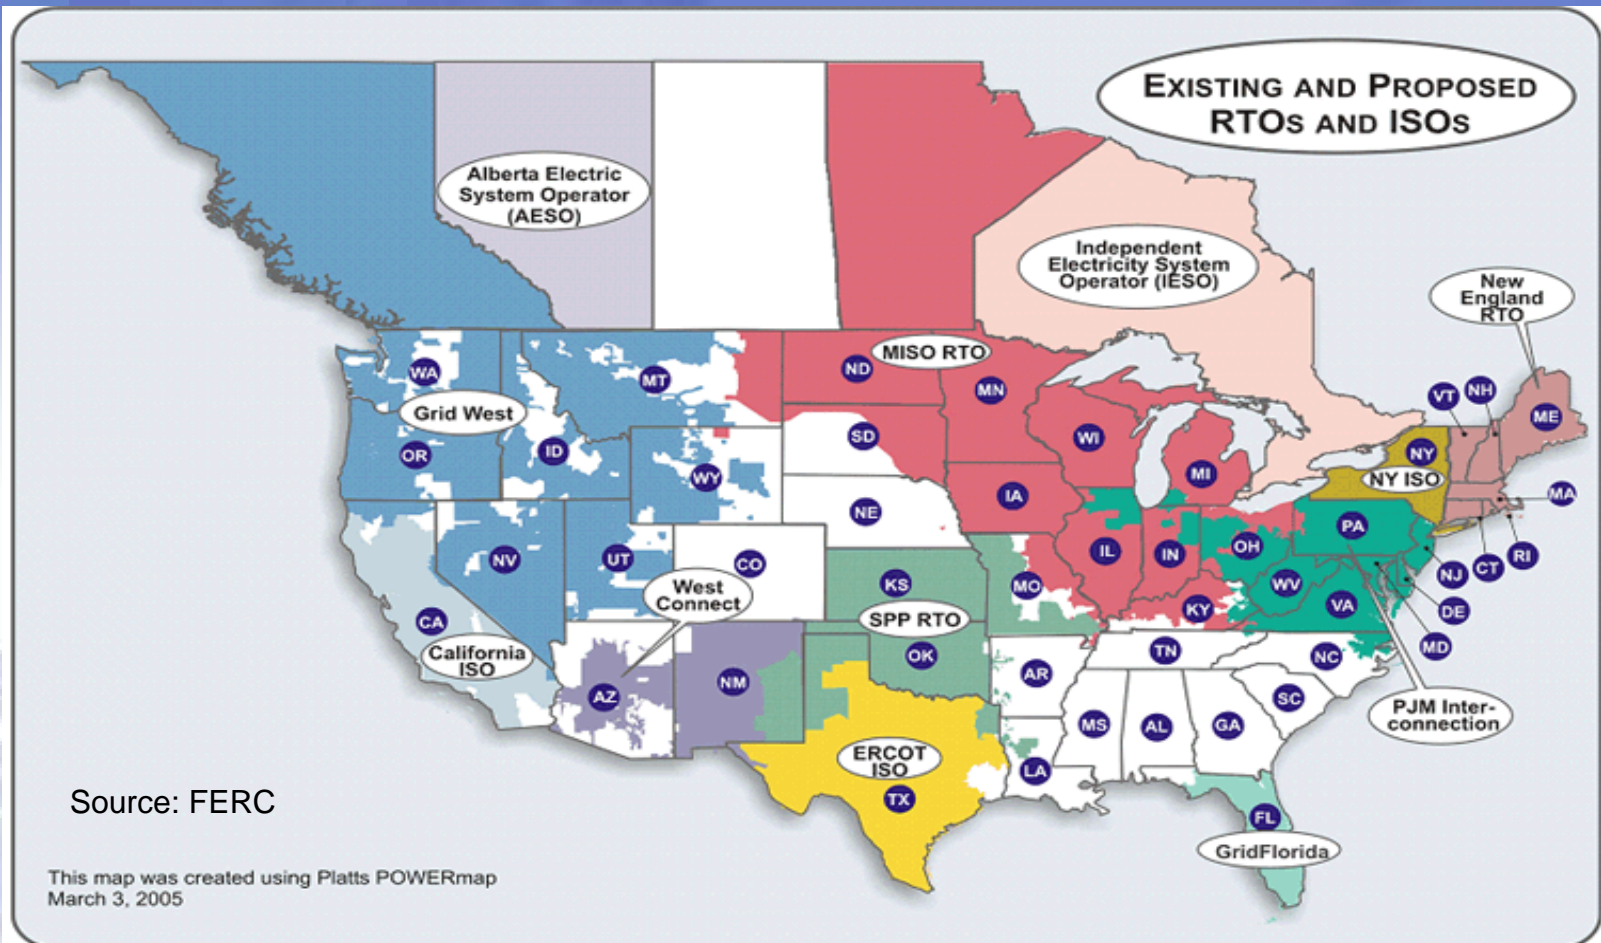 EXISTING AND PROPOSED
RTOS AND ISOS
Alberta Electric
System Operator
(AESO)
Independent
Electricity System
Operator (IESO)
New
England
RTO
MISO RTO
Grid West
WA
MT
ND
MN
VT
NH
ME
OR
ID
WY
SD
WI
MI
NY
NY ISO
MA
NE
IA
PA
NV
UT
CO
IL
IN
OH
RI
CT
NJ
KS
MO
WV
West
Connect
KY
VA
DE
CA
SPP RTO
MD
California
ISO
OK
TN
NC
AZ
NM
AR
SC
PJM Inter-
connection
MS
AL
GA
ERCOT
ISO
LA
TX
FL
GridFlorida
Source: FERC
This map was created using Platts POWERmap
March 3, 2005